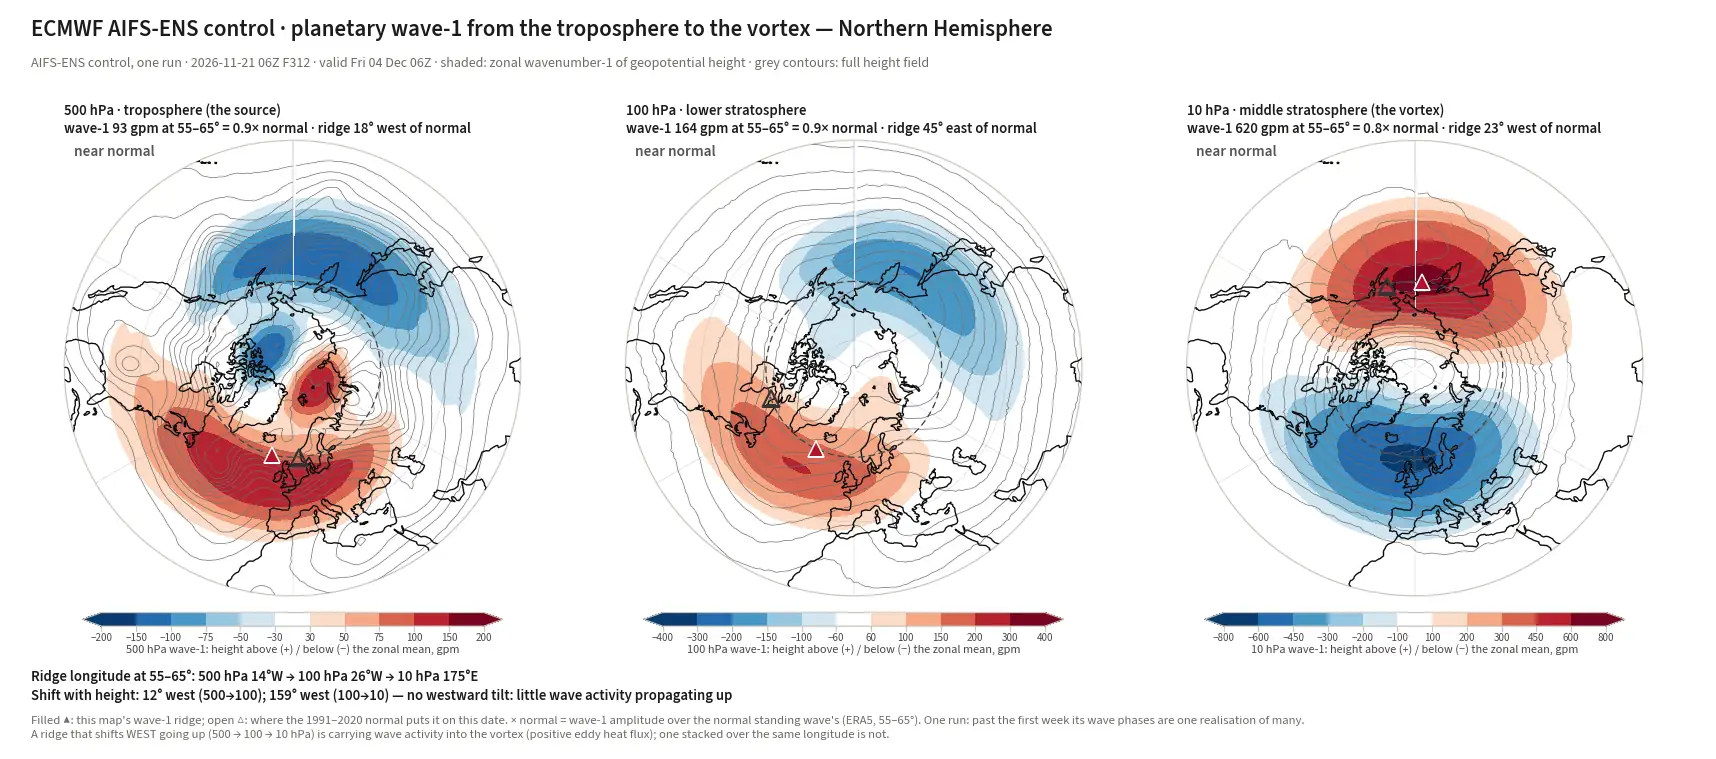 ECMWF AIFS-ENS control · planetary wave-1 from the troposphere to the vortex — Northern Hemisphere
AIFS-ENS control, one run · 2026-11-21 06Z F312 · valid Fri 04 Dec 06Z · shaded: zonal wavenumber-1 of geopotential height · grey contours: full height field
500 hPa · troposphere (the source)
wave-1 93 gpm at 55–65° = 0.9× normal · ridge 18° west of normal
near normal
100 hPa · lower stratosphere
wave-1 164 gpm at 55–65° = 0.9× normal · ridge 45° east of normal
near normal
10 hPa · middle stratosphere (the vortex)
wave-1 620 gpm at 55–65° = 0.8× normal · ridge 23° west of normal
near normal
−200 −150 −100 −75 −50 −30 30 50 75 100 150 200
500 hPa wave-1: height above (+) / below (−) the zonal mean, gpm
−400 −300 −200 −150 −100 −60 60 100 150 200 300 400
100 hPa wave-1: height above (+) / below (−) the zonal mean, gpm
−800 −600 −450 −300 −200 −100 100 200 300 450 600 800
10 hPa wave-1: height above (+) / below (−) the zonal mean, gpm
Ridge longitude at 55–65°: 500 hPa 14°W → 100 hPa 26°W → 10 hPa 175°E
Shift with height: 12° west (500→100); 159° west (100→10) — no westward tilt: little wave activity propagating up
Filled ▲: this map's wave-1 ridge; open △: where the 1991–2020 normal puts it on this date. × normal = wave-1 amplitude over the normal standing wave's (ERA5, 55–65°). One run: past the first week its wave phases are one realisation of many.
A ridge that shifts WEST going up (500 → 100 → 10 hPa) is carrying wave activity into the vortex (positive eddy heat flux); one stacked over the same longitude is not.